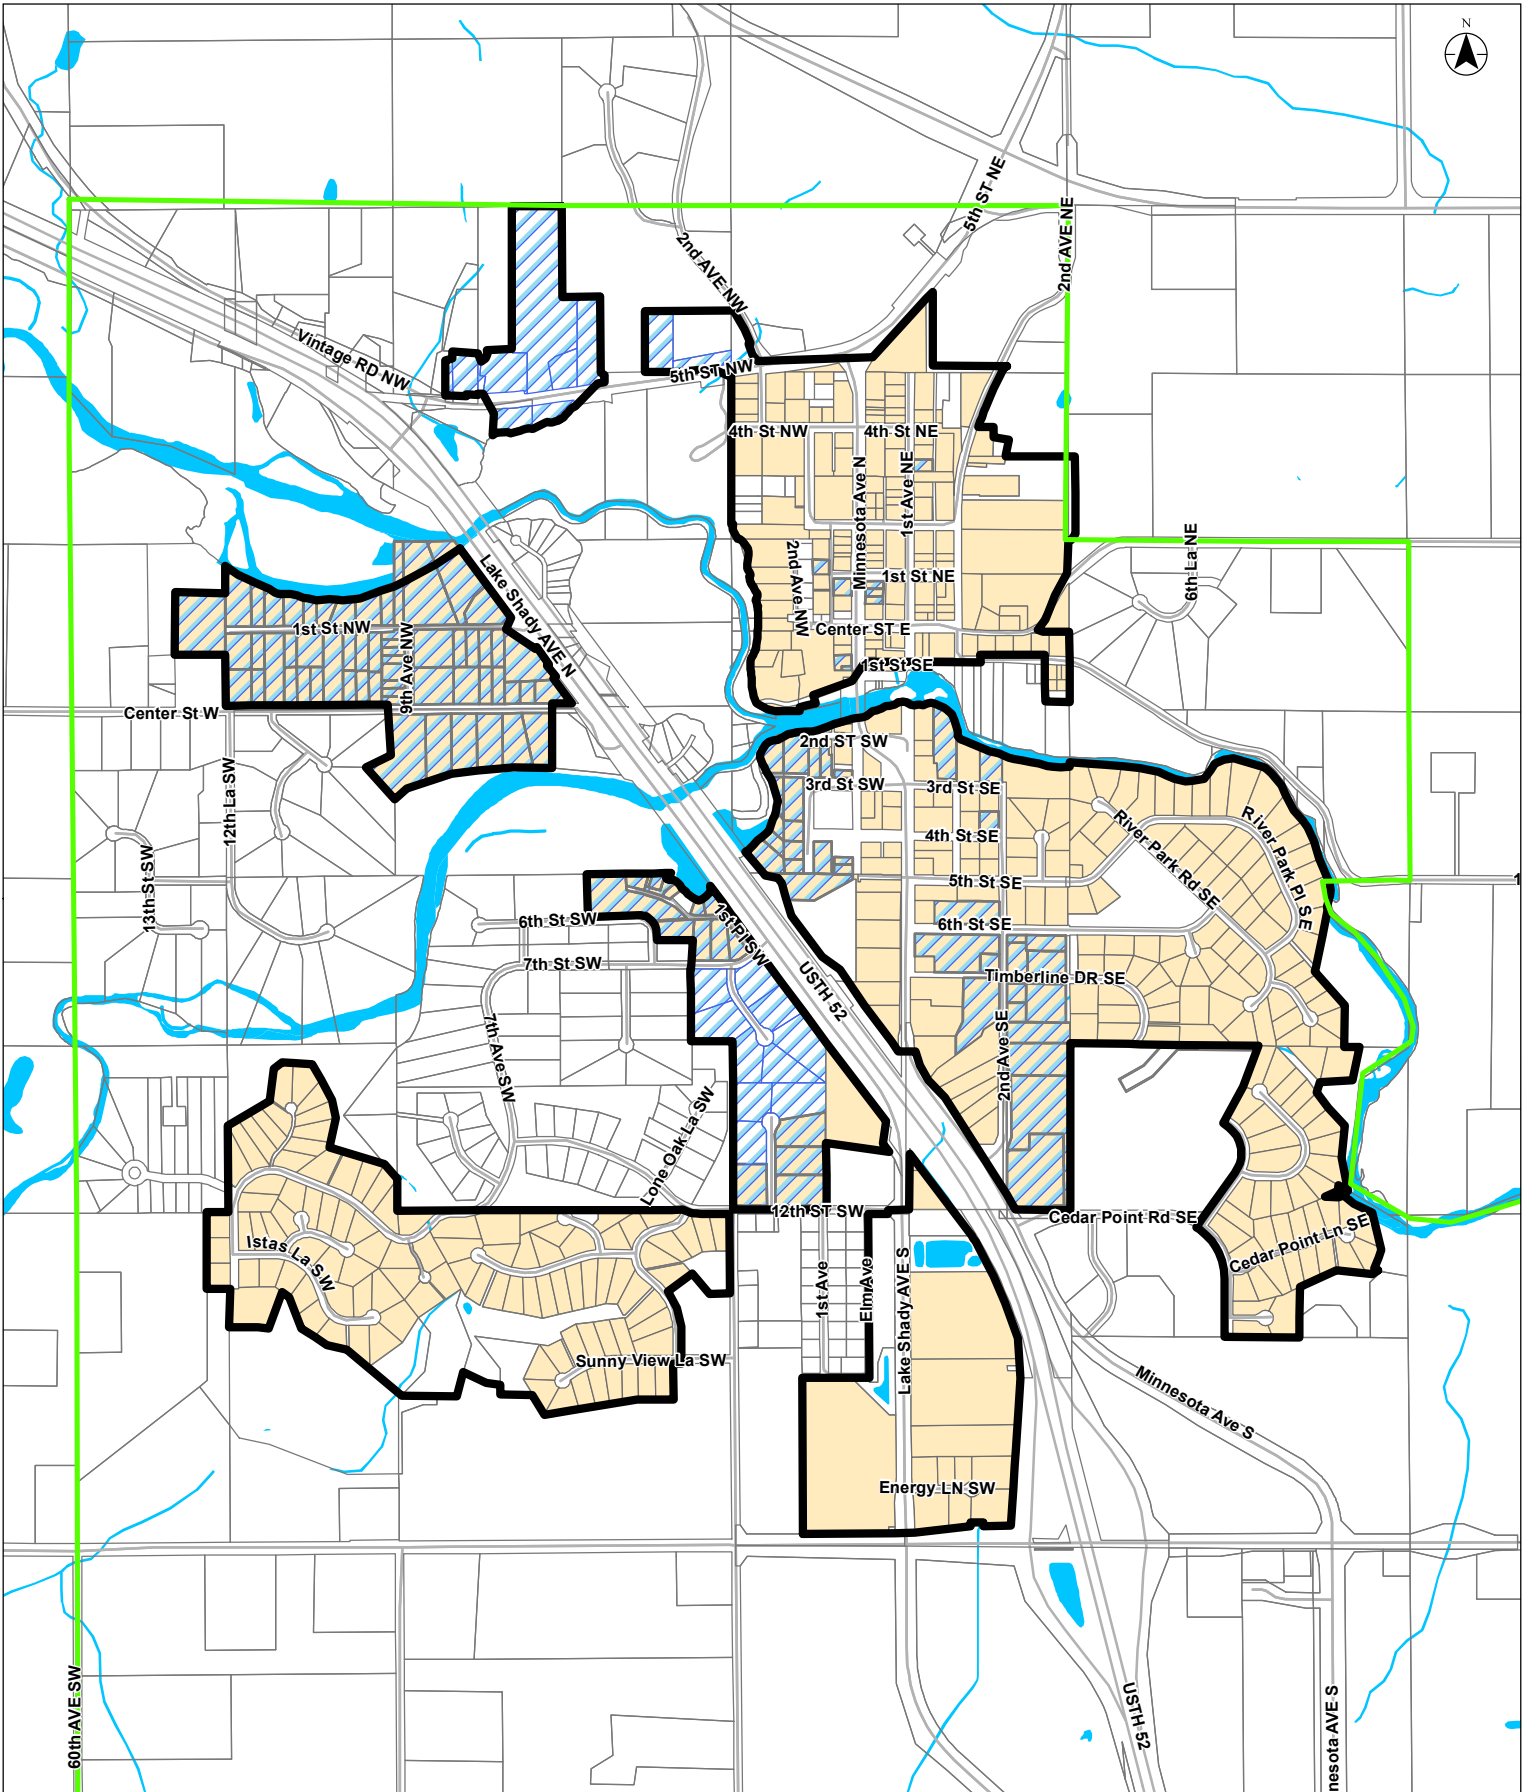 N
5th ST NE
2nd AVE NE
2nd AVE NW
Vintage RD NW
5th ST NW
4th St NW
4th St NE
Minnesota Ave N
1st Ave NE
2nd Ave NW
1st St NE
6th La NE
Lake Shady AVE N
1st St NW
9th Ave NW
Center ST E
1st St SE
Center St W
2nd ST SW
12th La SW
3rd St SW
3rd St SE
4th St SE
River Park Rd SE
River Park Pl SE
13th St SW
5th St SE
1
6th St SW
1st Pl SW
6th St SE
7th St SW
USTH 52
Timberline DR SE
7th Ave SW
2nd Ave SE
Lone Oak La SW
12th ST SW
Cedar Point Rd SE
Cedar Point Ln SE
Istas La SW
1st Ave
Elm Ave
Lake Shady AVE S
Sunny View La SW
Minnesota Ave S
Energy LN SW
60th AVE SW
USTH 52
nesota AVE S